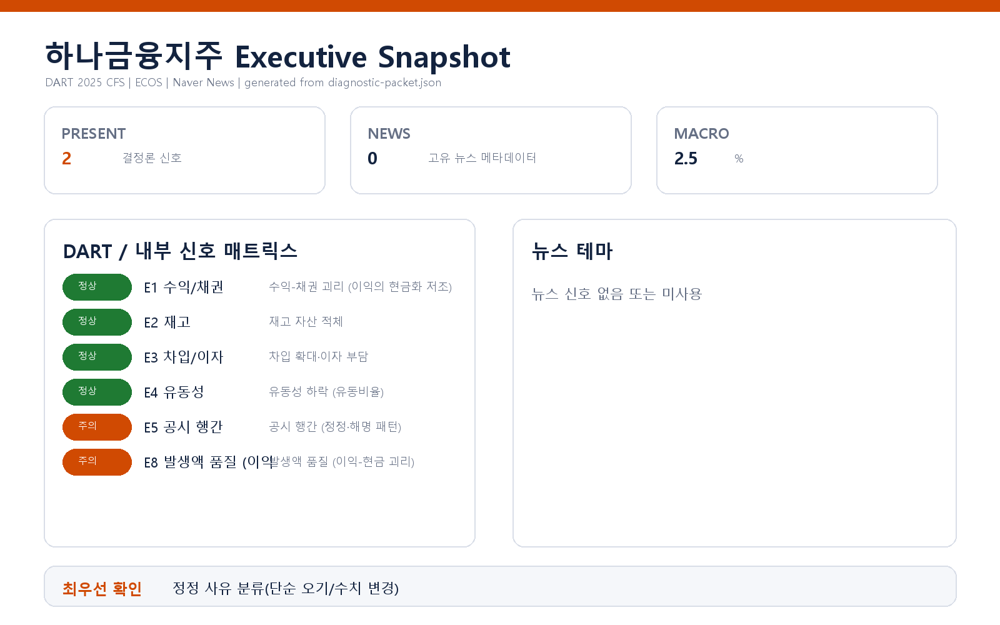 하나금융지주 Executive Snapshot
DART 2025 CFS | ECOS | Naver News | generated from diagnostic-packet.json
PRESENT
2 결정론 신호
NEWS
0 고유 뉴스 메타데이터
MACRO
2.5 %
DART / 내부 신호 매트릭스
정상 E1 수익/채권 수익-채권 괴리 (이익의 현금화 저조)
정상 E2 재고 재고 자산 적체
정상 E3 차입/이자 차입 확대·이자 부담
정상 E4 유동성 유동성 하락 (유동비율)
주의 E5 공시 행간 공시 행간 (정정·해명 패턴)
주의 E8 발생액 품질 (이익 발생액 품질 (이익-현금 괴리)
뉴스 테마
뉴스 신호 없음 또는 미사용
최우선 확인 정정 사유 분류(단순 오기/수치 변경)